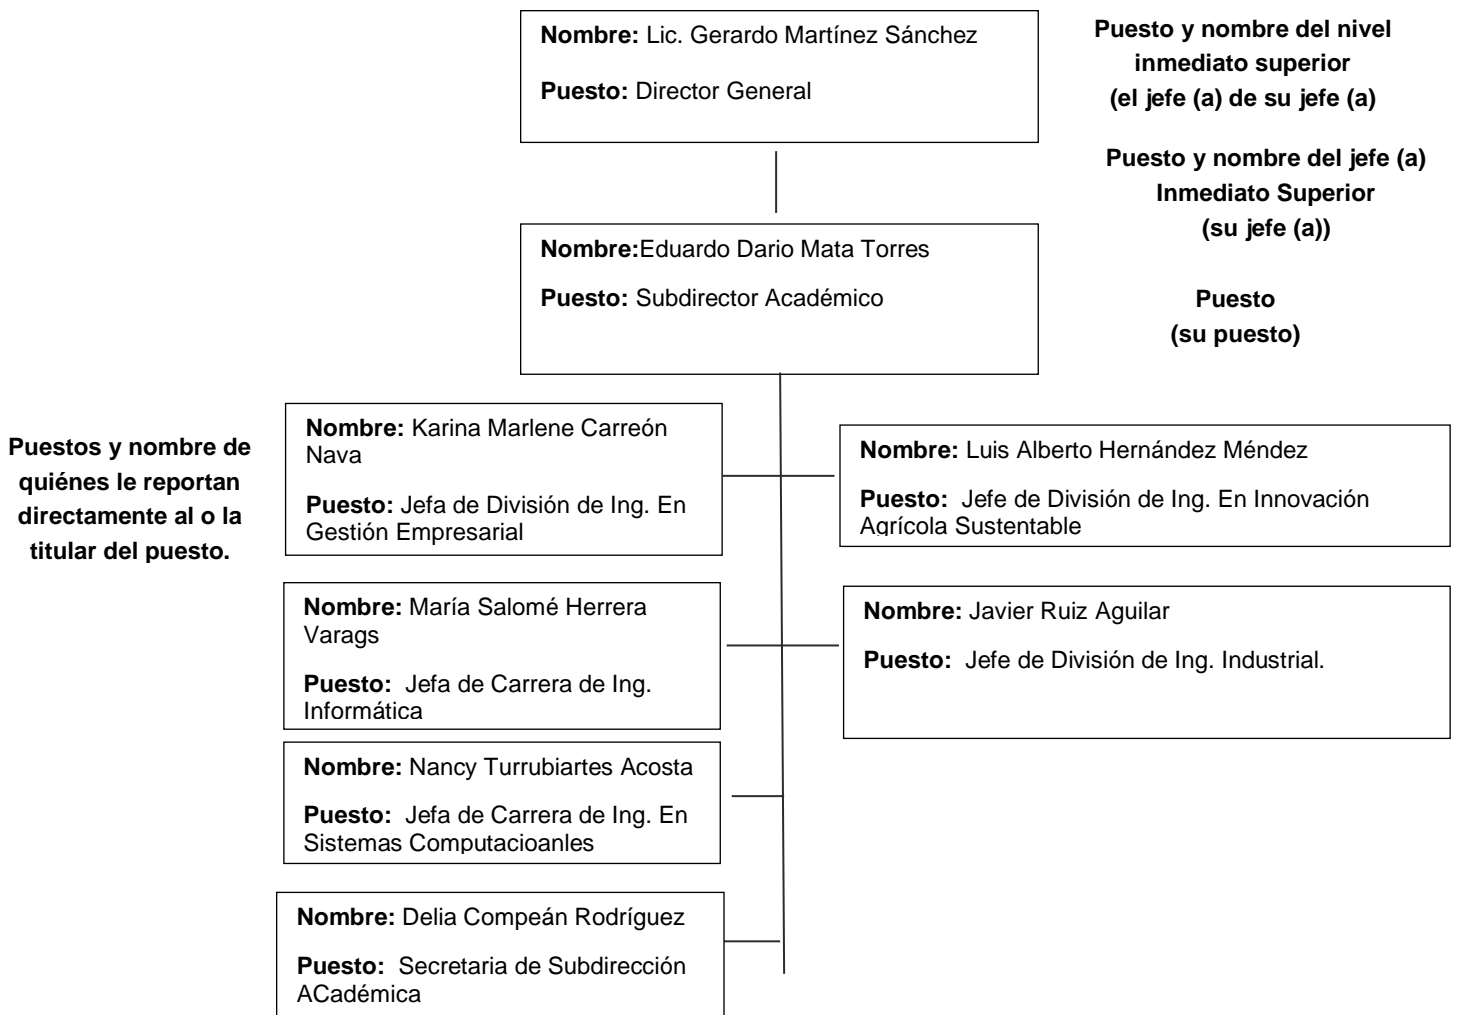 Nombre: Lic. Gerardo Martínez Sánchez
Puesto: Director General
Puesto y nombre del nivel
inmediato superior
(el jefe (a) de su jefe (a)
Puesto y nombre del jefe (a)
Inmediato Superior
(su jefe (a))
Nombre:Eduardo Dario Mata Torres
Puesto: Subdirector Académico
Puesto
(su puesto)
Puestos y nombre de
quiénes le reportan
directamente al o la
titular del puesto.
Nombre: Karina Marlene Carreón
Nava
Puesto: Jefa de División de Ing. En
Gestión Empresarial
Nombre: Luis Alberto Hernández Méndez
Puesto: Jefe de División de Ing. En Innovación
Agrícola Sustentable
Nombre: María Salomé Herrera
Varags
Puesto: Jefa de Carrera de Ing.
Informática
Nombre: Javier Ruiz Aguilar
Puesto: Jefe de División de Ing. Industrial.
Nombre: Nancy Turrubiartes Acosta
Puesto: Jefa de Carrera de Ing. En
Sistemas Computacioanles
Nombre: Delia Compeán Rodríguez
Puesto: Secretaria de Subdirección
ACadémica